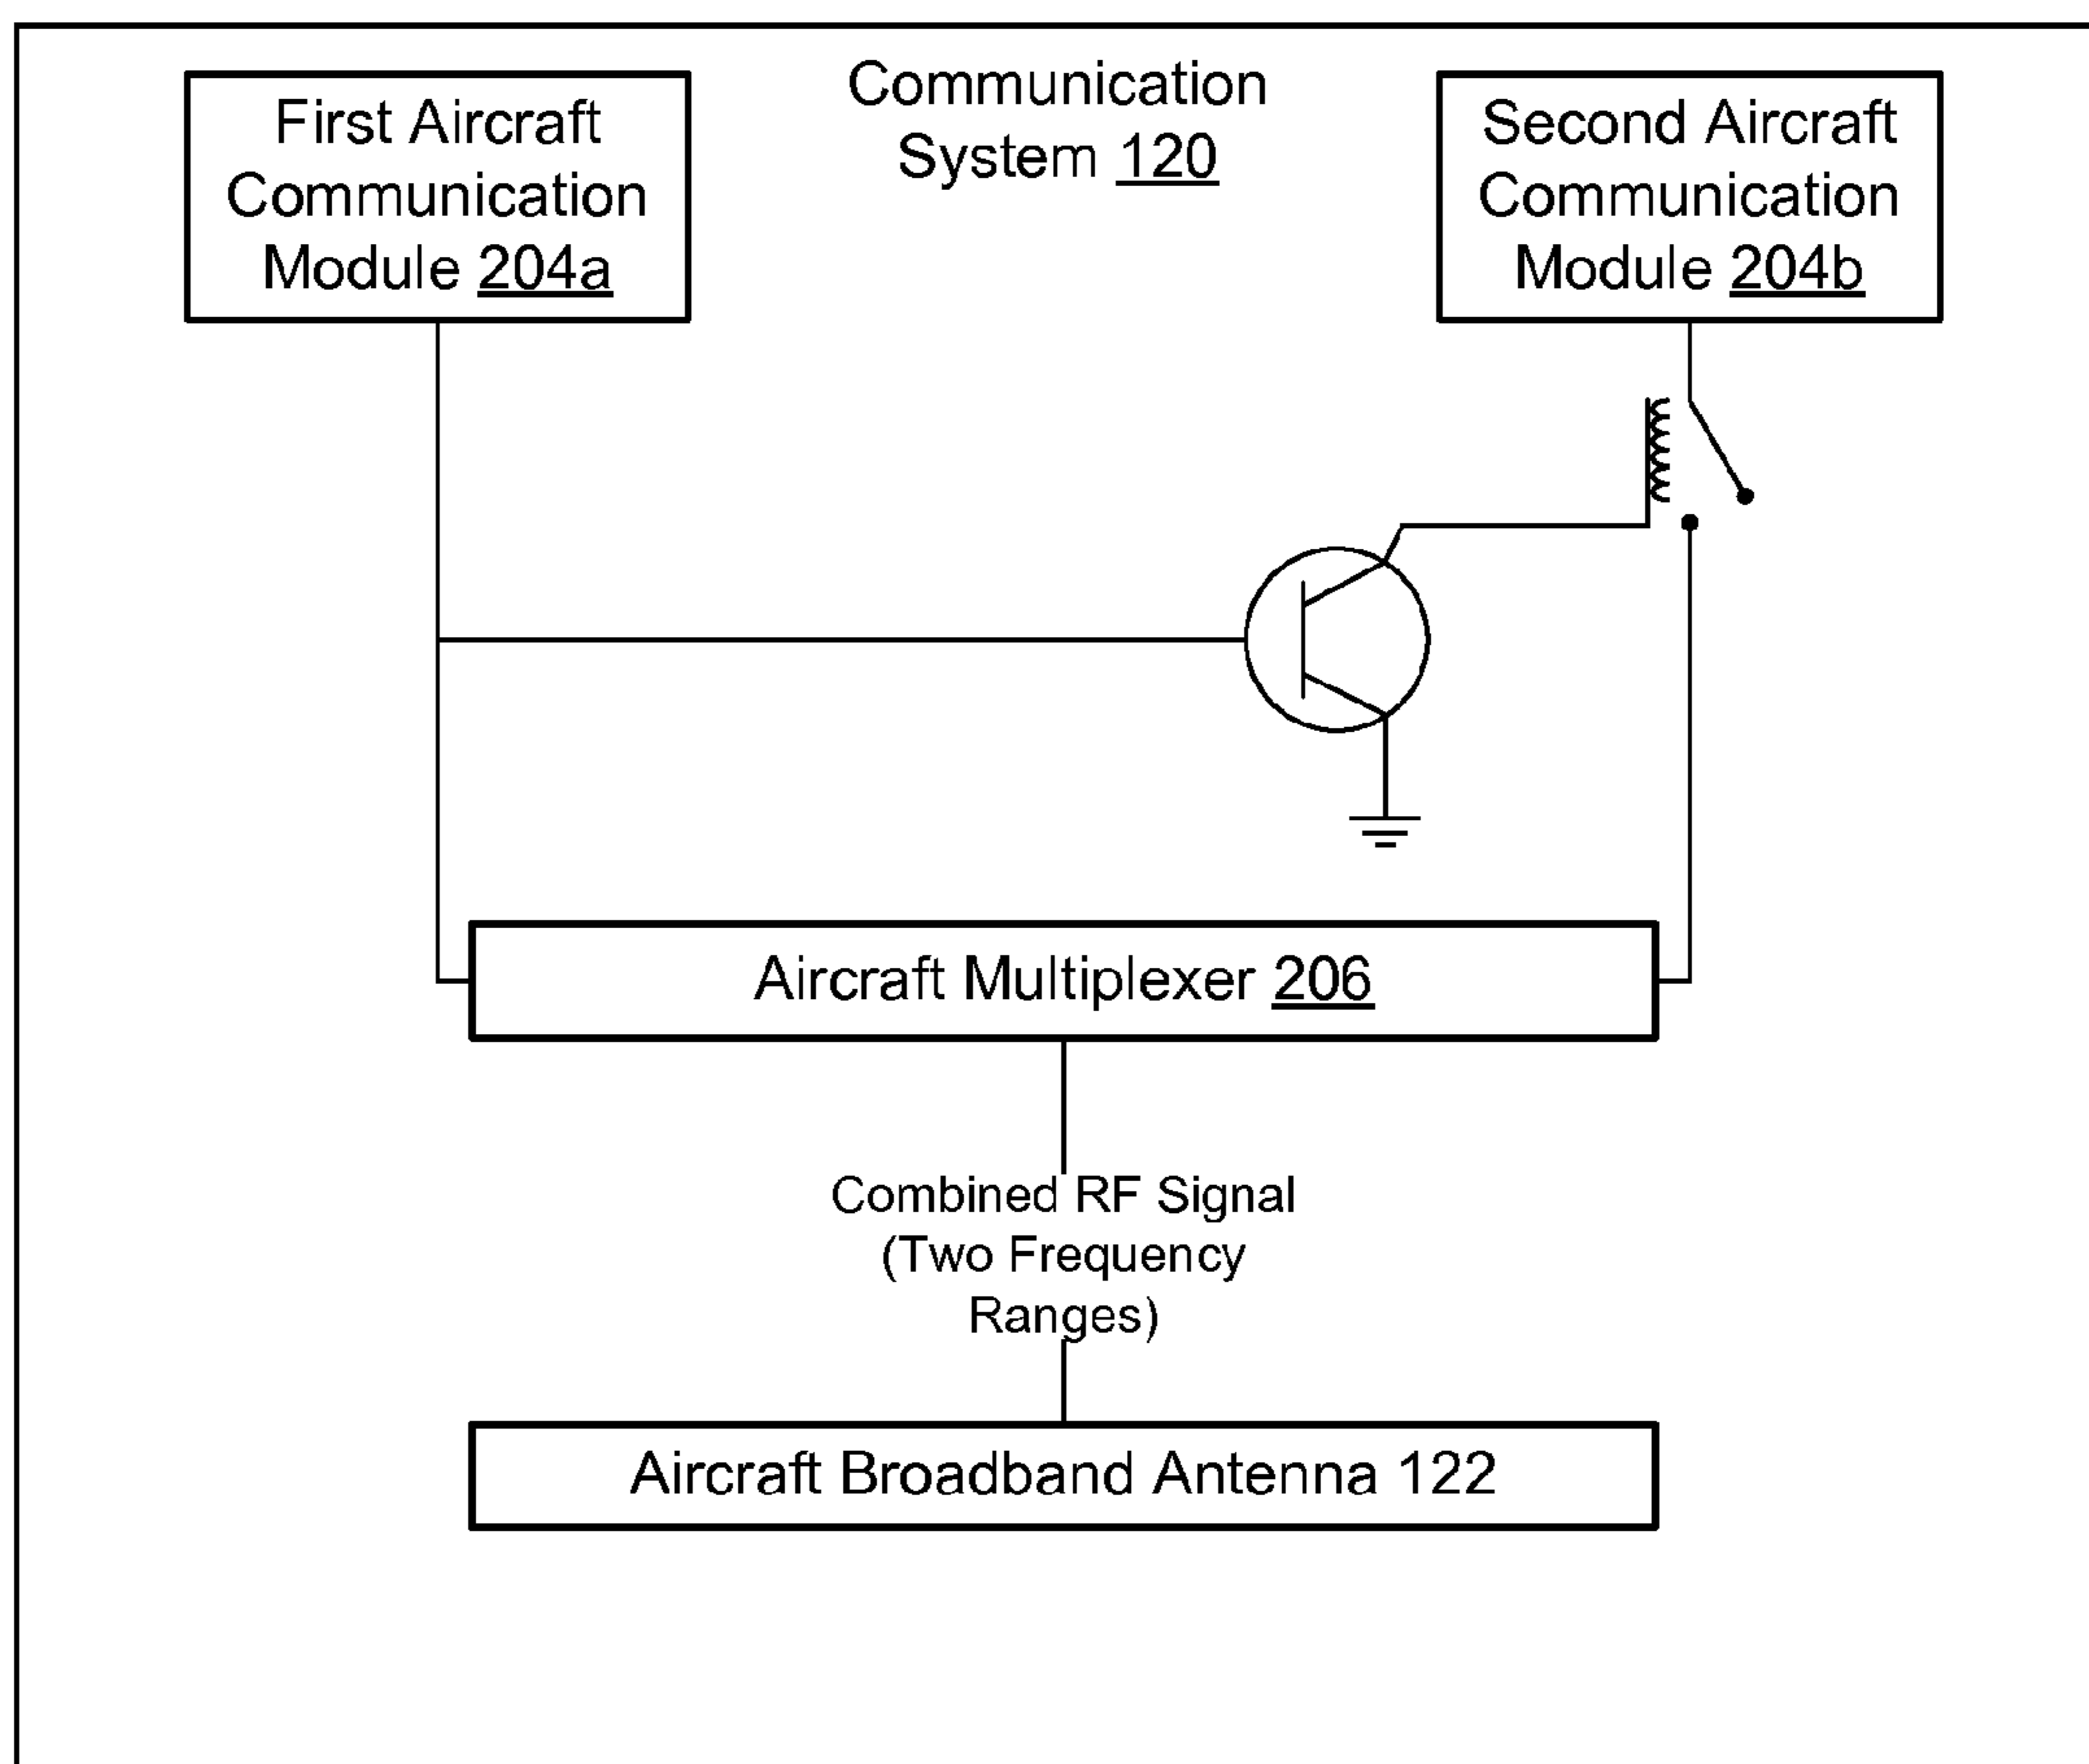 First Aircraft
Communication
Module 204a
Communication
System 120
Second Aircraft
Communication
Module 204b
Aircraft Multiplexer 206
Combined RF Signal
(Two Frequency
Ranges)
Aircraft Broadband Antenna 122